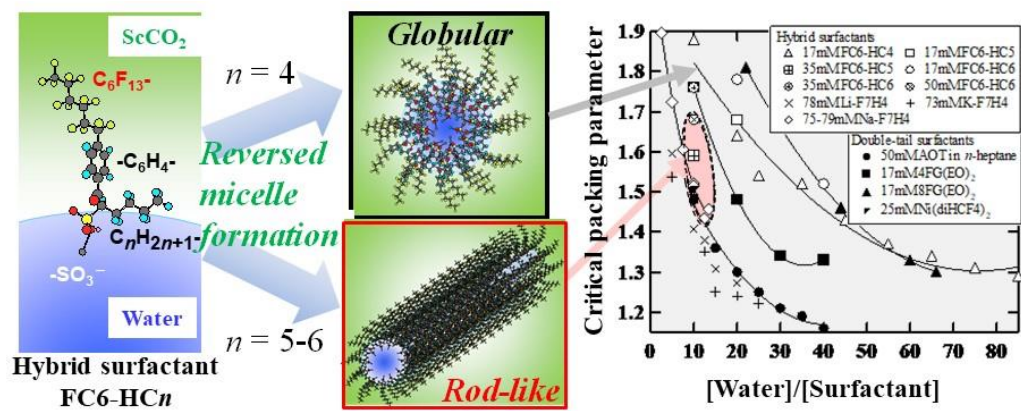 ScCO₂
C₆F₁₃-
-C₆H₄-
CₙH₂ₙ₊₁-
-SO₃⁻
Water
Hybrid surfactant
FC6-HCn
n = 4
Reversed
micelle
formation
n = 5-6
Globular
Rod-like
Critical packing parameter
1.9
1.8
1.7
1.6
1.5
1.4
1.3
1.2
0 10 20 30 40 50 60 70 80
[Water]/[Surfactant]
Hybrid surfactants
17mMFC6-HC4 17mMFC6-HC5
35mMFC6-HC5 17mMFC6-HC6
35mMFC6-HC6 50mMFC6-HC6
78mMLi-F7H4 73mMK-F7H4
75-79mMNa-F7H4
Double-tail surfactants
50mMAOT in n-heptane
17mM4FG(EO)₂
17mM8FG(EO)₂
25mMNi(diHCF4)₂